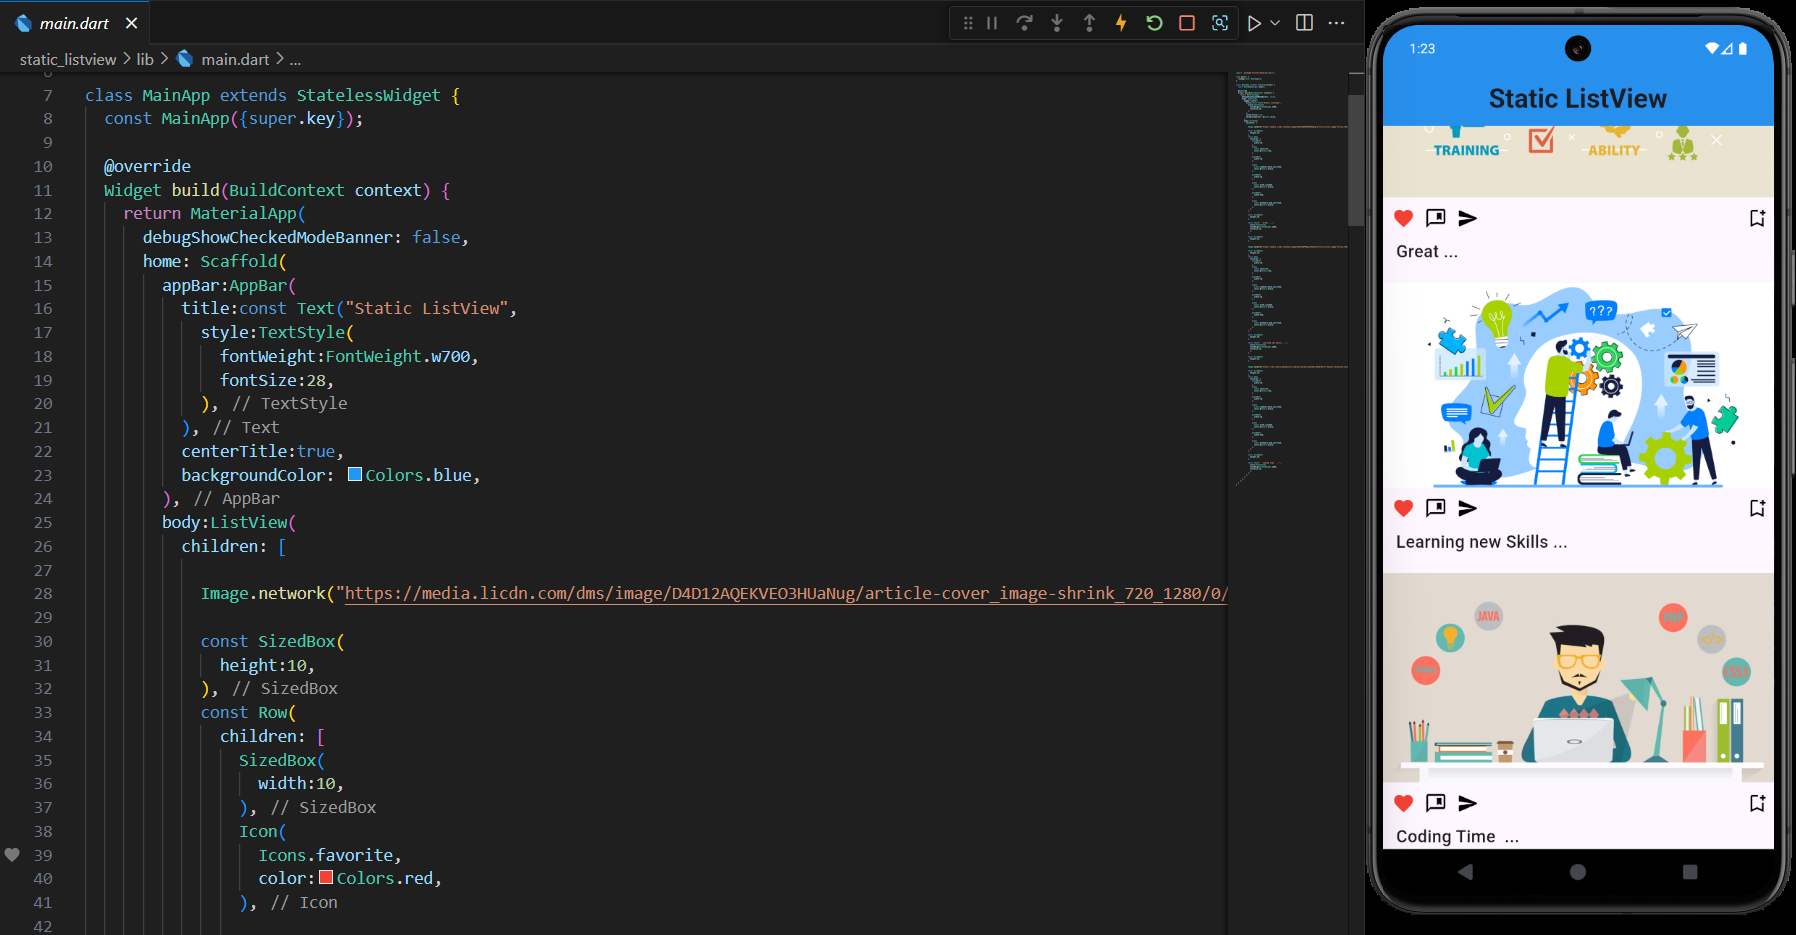 main.dart
static_listview > lib > main.dart > ...
7 class MainApp extends StatelessWidget {
8 const MainApp({super.key});
9
10 @override
11 Widget build(BuildContext context) {
12 return MaterialApp(
13 debugShowCheckedModeBanner: false,
14 home: Scaffold(
15 appBar:AppBar(
16 title:const Text("Static ListView",
17 style:TextStyle(
18 fontWeight:FontWeight.w700,
19 fontSize:28,
20 ), // TextStyle
21 ), // Text
22 centerTitle:true,
23 backgroundColor: Colors.blue,
24 ), // AppBar
25 body:ListView(
26 children: [
27
28 Image.network("https://media.licdn.com/dms/image/D4D12AQEKVEO3HUaNug/article-cover_image-shrink_720_1280/0/
29
30 const SizedBox(
31 height:10,
32 ), // SizedBox
33 const Row(
34 children: [
35 SizedBox(
36 width:10,
37 ), // SizedBox
38 Icon(
39 Icons.favorite,
40 color: Colors.red,
41 ), // Icon
42
1:23
Static ListView
TRAINING
ABILITY
Great ...
???
Learning new Skills ...
JAVA
PHP
</>
CSS3
Coding Time ...